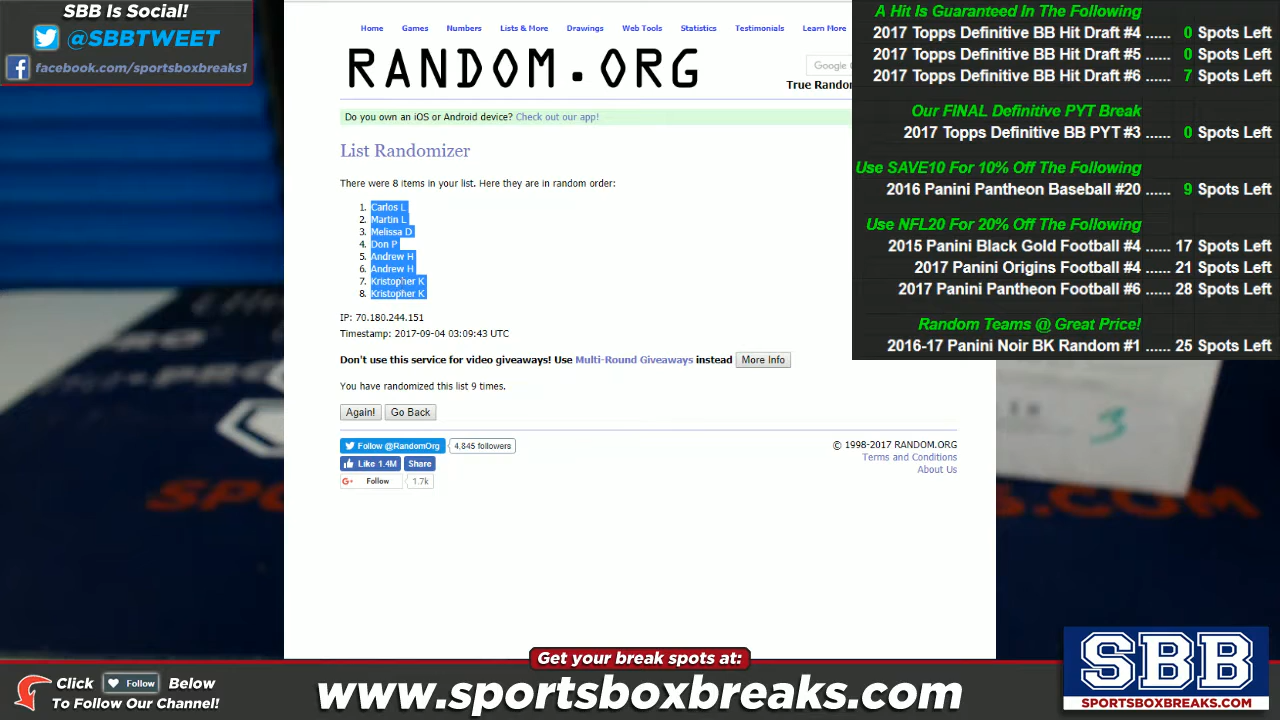 SBB Is Social!
@SBBTWEET
facebook.com/sportsboxbreaks1
Home Games Numbers Lists & More Drawings Web Tools Statistics Testimonials Learn More
RANDOM.ORG
Google
True Random
Do you own an iOS or Android device? Check out our app!
List Randomizer
There were 8 items in your list. Here they are in random order:
1. Carlos L
2. Martin L
3. Melissa D
4. Don P
5. Andrew H
6. Andrew H
7. Kristopher K
8. Kristopher K
IP: 70.180.244.151
Timestamp: 2017-09-04 03:09:43 UTC
Don't use this service for video giveaways! Use Multi-Round Giveaways instead More Info
You have randomized this list 9 times.
Again! Go Back
Follow @RandomOrg 4,845 followers
Like 1.4M Share
G+ Follow 1.7k
© 1998-2017 RANDOM.ORG
Terms and Conditions
About Us
A Hit Is Guaranteed In The Following
2017 Topps Definitive BB Hit Draft #4 ...... 0 Spots Left
2017 Topps Definitive BB Hit Draft #5 ...... 0 Spots Left
2017 Topps Definitive BB Hit Draft #6 ...... 7 Spots Left
Our FINAL Definitive PYT Break
2017 Topps Definitive BB PYT #3 ...... 0 Spots Left
Use SAVE10 For 10% Off The Following
2016 Panini Pantheon Baseball #20 ...... 9 Spots Left
Use NFL20 For 20% Off The Following
2015 Panini Black Gold Football #4 ...... 17 Spots Left
2017 Panini Origins Football #4 ...... 21 Spots Left
2017 Panini Pantheon Football #6 ...... 28 Spots Left
Random Teams @ Great Price!
2016-17 Panini Noir BK Random #1 ...... 25 Spots Left
Get your break spots at:
Click Follow Below
To Follow Our Channel!
www.sportsboxbreaks.com
SBB
SPORTSBOXBREAKS.COM